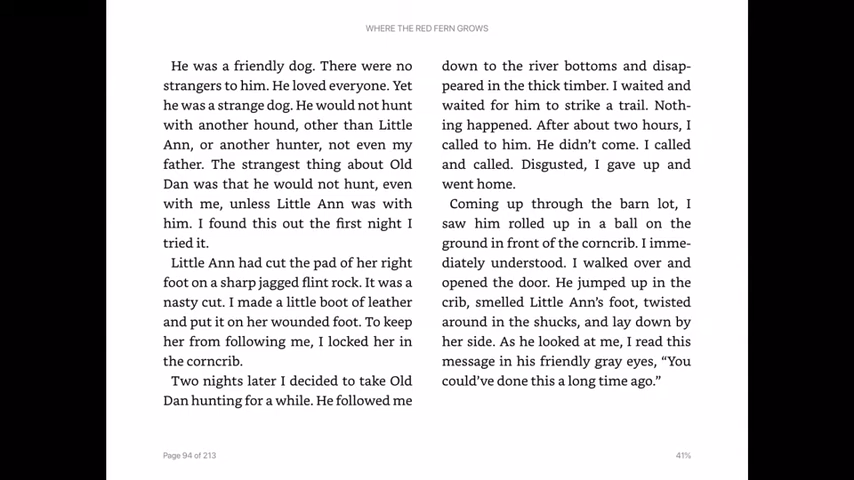 WHERE THE RED FERN GROWS
He was a friendly dog. There were no
strangers to him. He loved everyone. Yet
he was a strange dog. He would not hunt
with another hound, other than Little
Ann, or another hunter, not even my
father. The strangest thing about Old
Dan was that he would not hunt, even
with me, unless Little Ann was with
him. I found this out the first night I
tried it.
Little Ann had cut the pad of her right
foot on a sharp jagged flint rock. It was a
nasty cut. I made a little boot of leather
and put it on her wounded foot. To keep
her from following me, I locked her in
the corncrib.
Two nights later I decided to take Old
Dan hunting for a while. He followed me
down to the river bottoms and disap-
peared in the thick timber. I waited and
waited for him to strike a trail. Noth-
ing happened. After about two hours, I
called to him. He didn’t come. I called
and called. Disgusted, I gave up and
went home.
Coming up through the barn lot, I
saw him rolled up in a ball on the
ground in front of the corncrib. I imme-
diately understood. I walked over and
opened the door. He jumped up in the
crib, smelled Little Ann’s foot, twisted
around in the shucks, and lay down by
her side. As he looked at me, I read this
message in his friendly gray eyes, “You
could’ve done this a long time ago.”
Page 94 of 213
41%